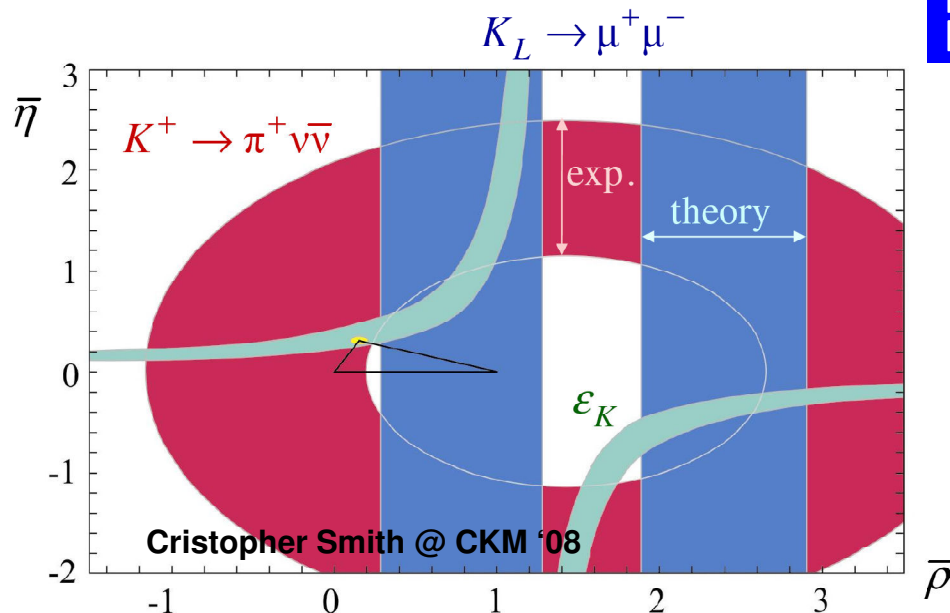 K_L → μ⁺μ⁻
η̄
K⁺ → π⁺νν̄
exp.
theory
ε_K
Cristopher Smith @ CKM ‘08
ρ̄
3
2
1
0
-1
-2
-1
0
1
2
3